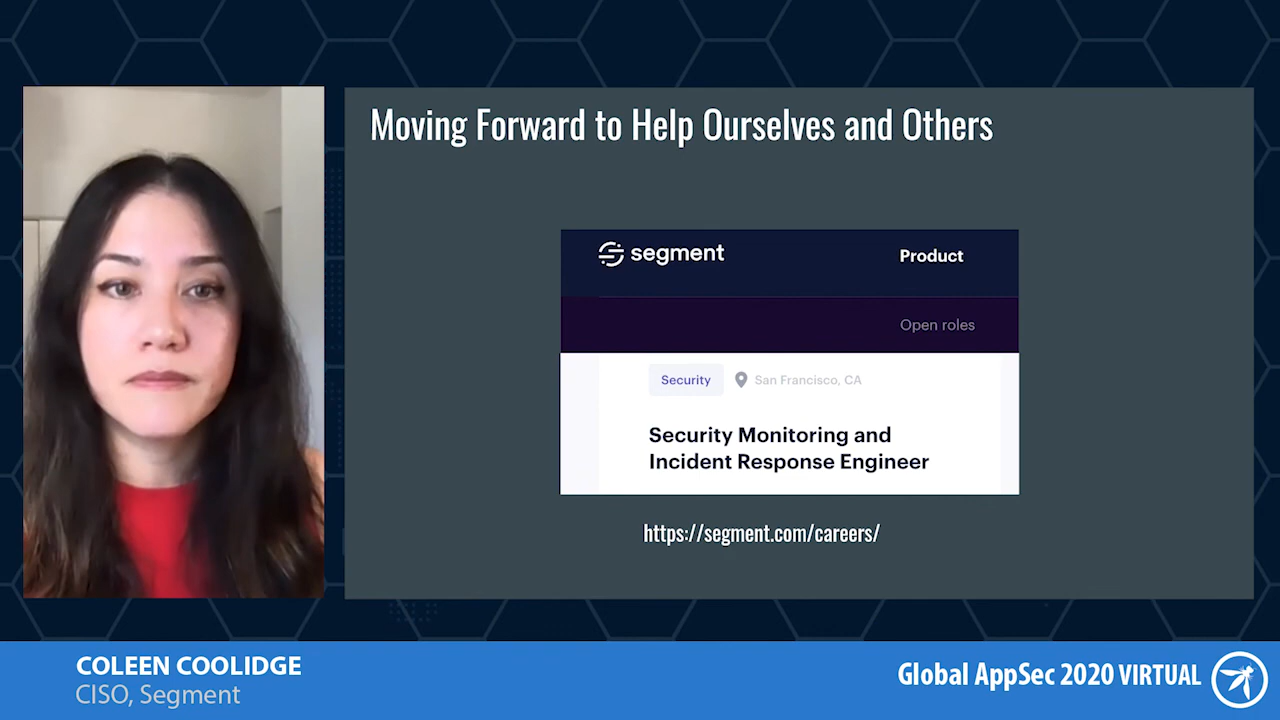 Moving Forward to Help Ourselves and Others
segment
Product
Open roles
Security
San Francisco, CA
Security Monitoring and
Incident Response Engineer
https://segment.com/careers/
COLEEN COOLIDGE
CISO, Segment
Global AppSec 2020 VIRTUAL